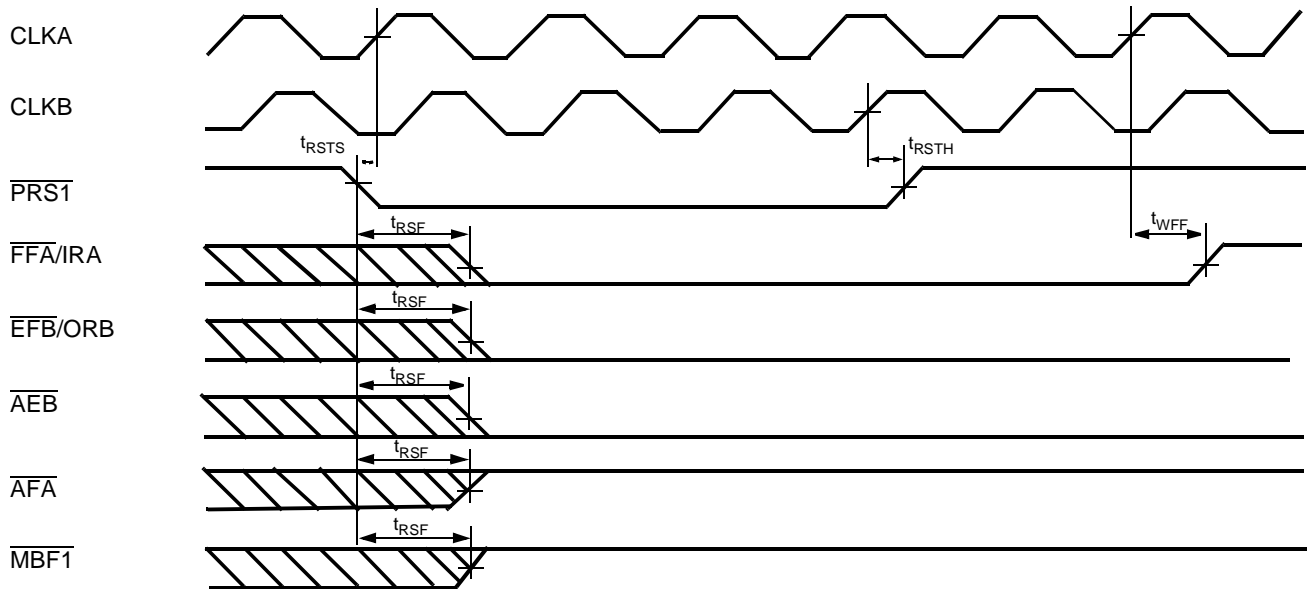 CLKA
CLKB
tRSTS
tRSTH
PRS1
tRSF
tWFF
FFA/IRA
tRSF
EFB/ORB
tRSF
AEB
tRSF
AFA
tRSF
MBF1